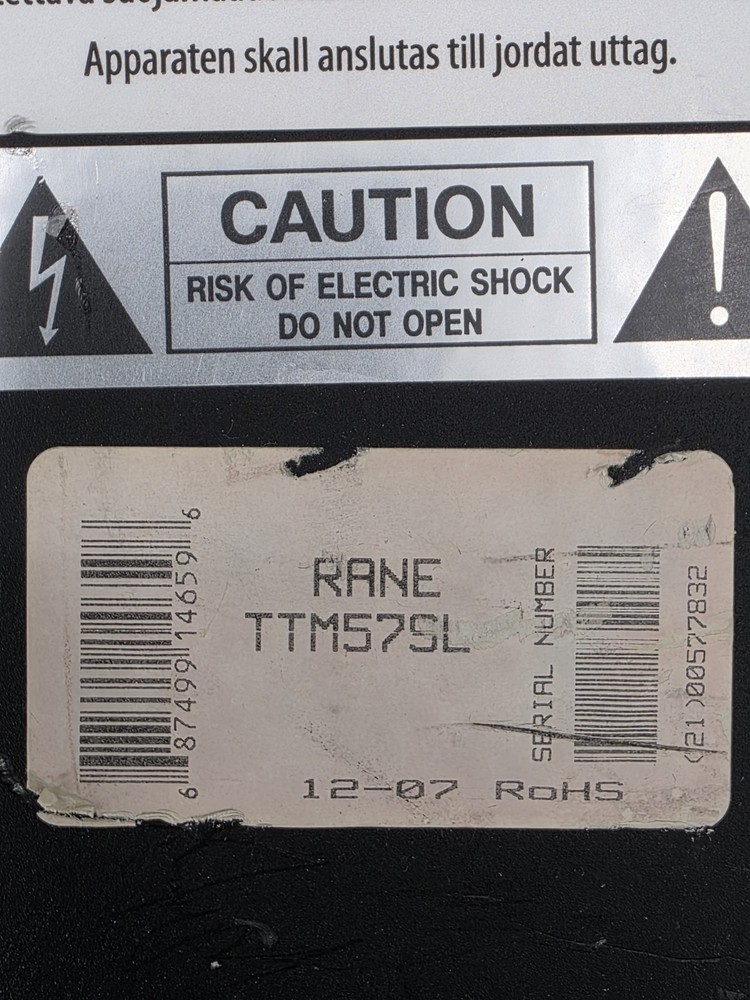 Apparaten skall anslutas till jordat uttag.
CAUTION
RISK OF ELECTRIC SHOCK
DO NOT OPEN
6 87499 14659 6
RANE
TTM57SL
SERIAL NUMBER
(21)00577832
12-07 RoHS